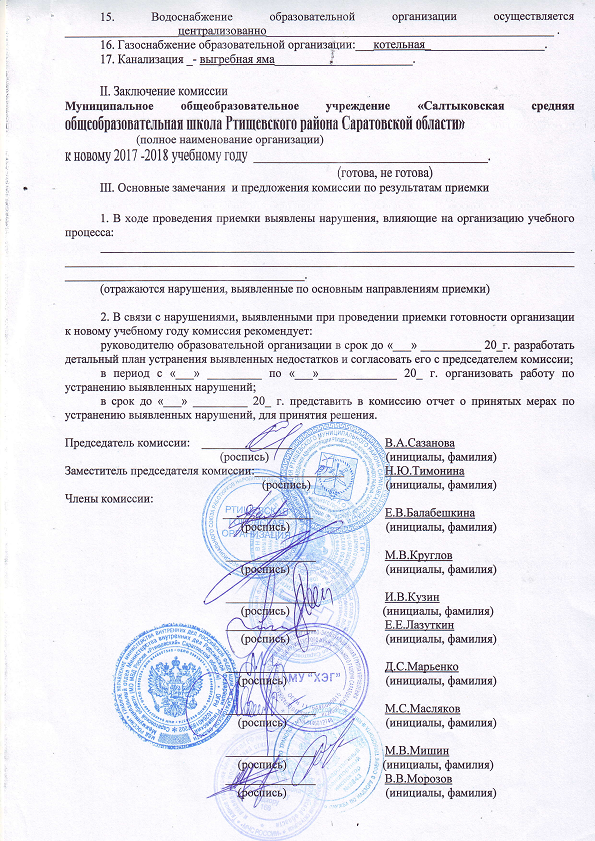 15. Водоснабжение образовательной организации осуществляется
централизованно .
16. Газоснабжение образовательной организации:___котельная_ .
17. Канализация _- выгребная яма .
II. Заключение комиссии
Муниципальное общеобразовательное учреждение «Салтыковская средняя
общеобразовательная школа Ртищевского района Саратовской области»
(полное наименование организации)
к новому 2017 -2018 учебному году .
(готова, не готова)
III. Основные замечания и предложения комиссии по результатам приемки
1. В ходе проведения приемки выявлены нарушения, влияющие на организацию учебного
процесса:
.
(отражаются нарушения, выявленные по основным направлениям приемки)
2. В связи с нарушениями, выявленными при проведении приемки готовности организации
к новому учебному году комиссия рекомендует:
руководителю образовательной организации в срок до «___» __________ 20_г. разработать
детальный план устранения выявленных недостатков и согласовать его с председателем комиссии;
в период с «___» _________ по «___»_____________ 20_ г. организовать работу по
устранению выявленных нарушений;
в срок до «___» _________ 20_ г. представить в комиссию отчет о принятых мерах по
устранению выявленных нарушений, для принятия решения.
Председатель комиссии: В.А.Сазанова
(роспись) (инициалы, фамилия)
Заместитель председателя комиссии: Н.Ю.Тимонина
(роспись) (инициалы, фамилия)
Члены комиссии:
Е.В.Балабешкина
(роспись) (инициалы, фамилия)
М.В.Круглов
(роспись) (инициалы, фамилия)
И.В.Кузин
(роспись) (инициалы, фамилия)
Е.Е.Лазуткин
(роспись) (инициалы, фамилия)
Д.С.Марьенко
(роспись) (инициалы, фамилия)
МУ "ХЭГ"
М.С.Масляков
(роспись) (инициалы, фамилия)
М.В.Мишин
(роспись) (инициалы, фамилия)
В.В.Морозов
(роспись) (инициалы, фамилия)